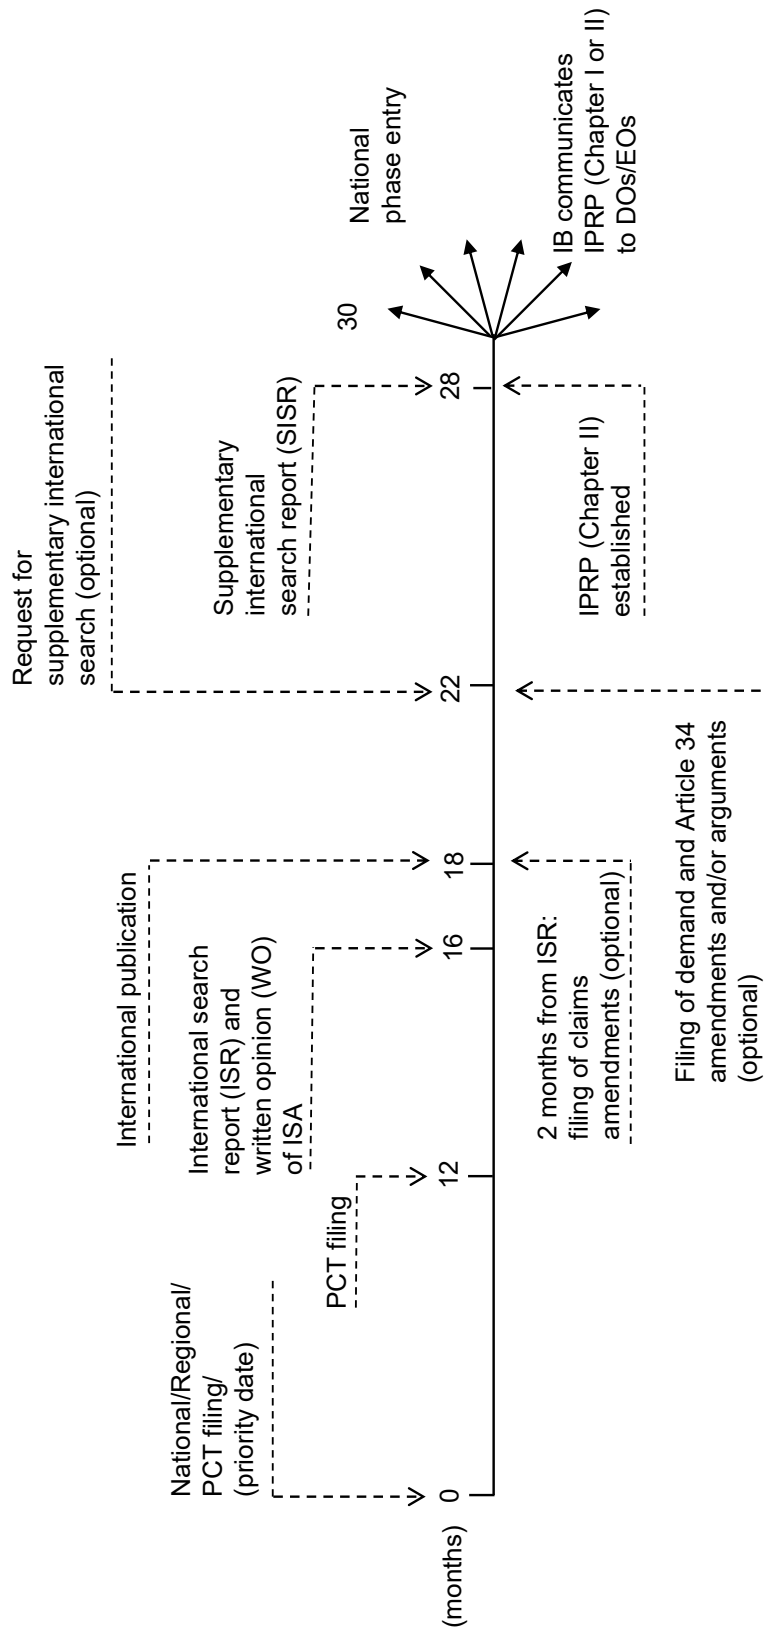 National/Regional/
PCT filing/
(priority date)
PCT filing
International publication
International search
report (ISR) and
written opinion (WO)
of ISA
Request for
supplementary international
search (optional)
Supplementary
international
search report (SISR)
National
phase entry
(months)
0
12
16
18
22
28
30
2 months from ISR:
filing of claims
amendments (optional)
Filing of demand and Article 34
amendments and/or arguments
(optional)
IPRP (Chapter II)
established
IB communicates
IPRP (Chapter I or II)
to DOs/EOs